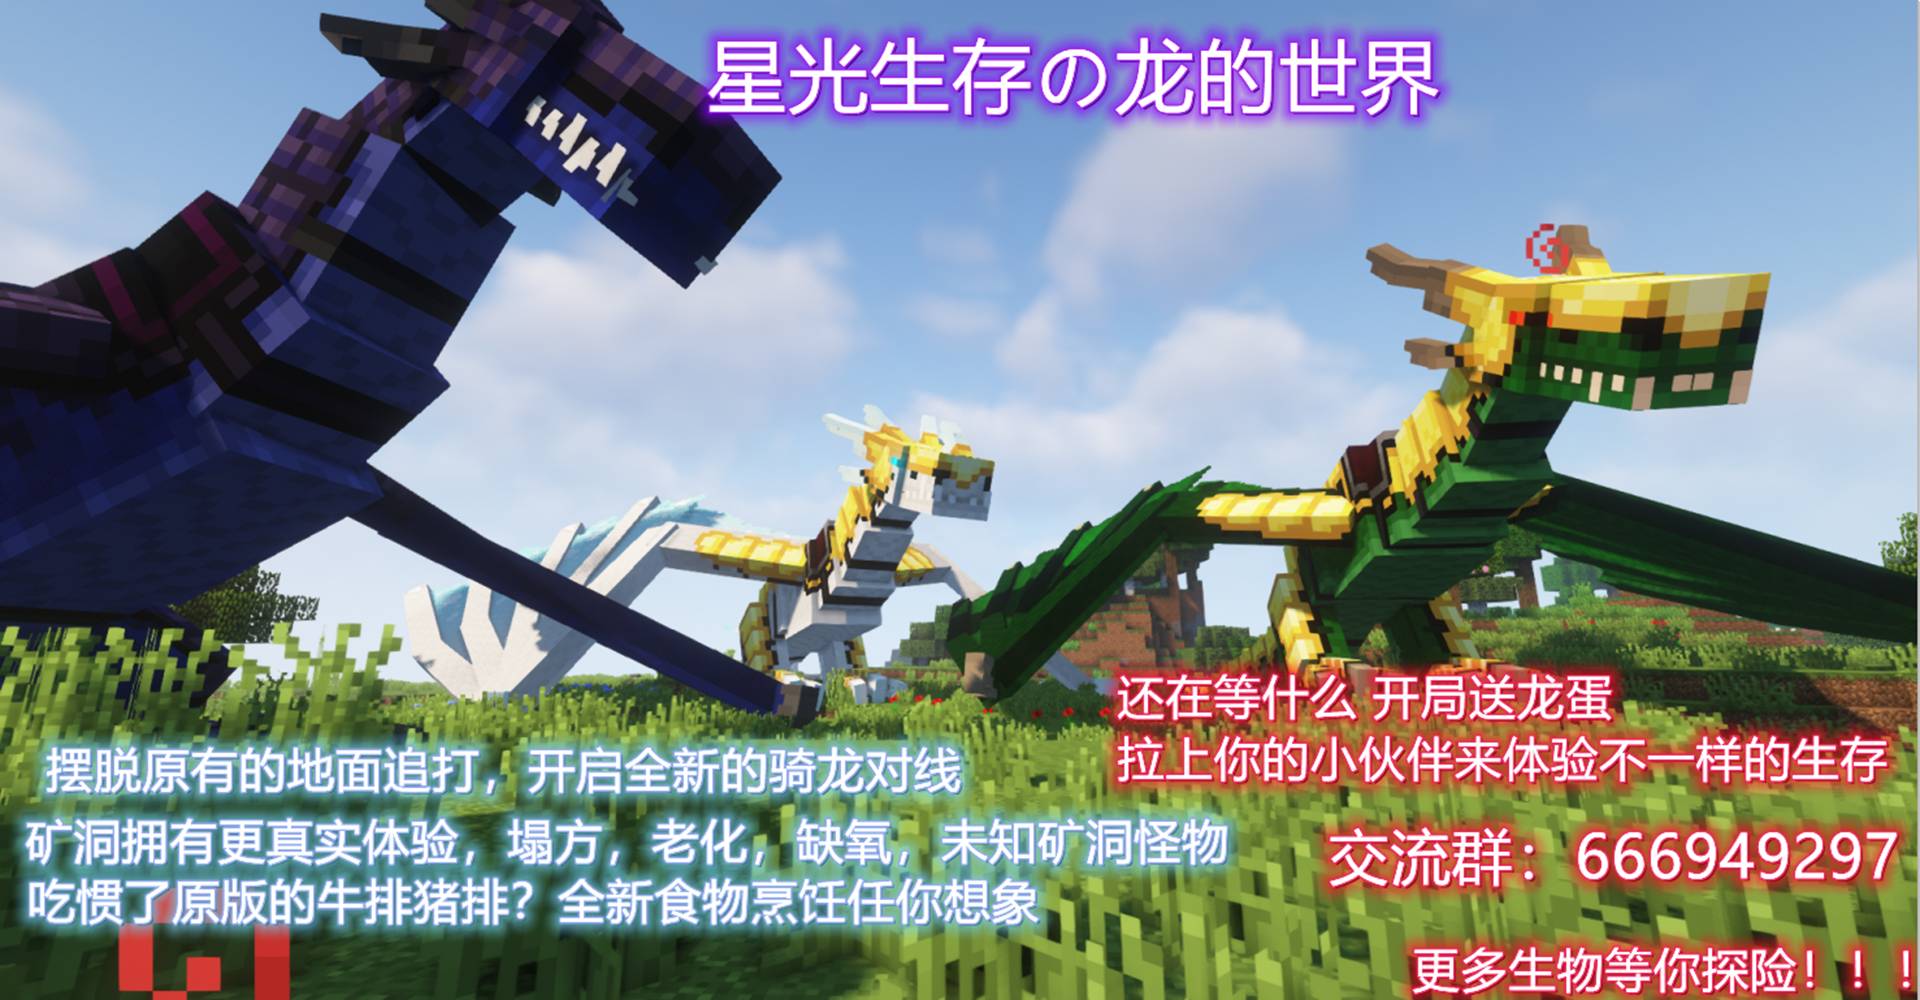 星光生存の龙的世界
还在等什么 开局送龙蛋
拉上你的小伙伴来体验不一样的生存
摆脱原有的地面追打，开启全新的骑龙对线
矿洞拥有更真实体验，塌方，老化，缺氧，未知矿洞怪物
吃惯了原版的牛排猪排？全新食物烹饪任你想象
交流群：666949297
更多生物等你探险！！！